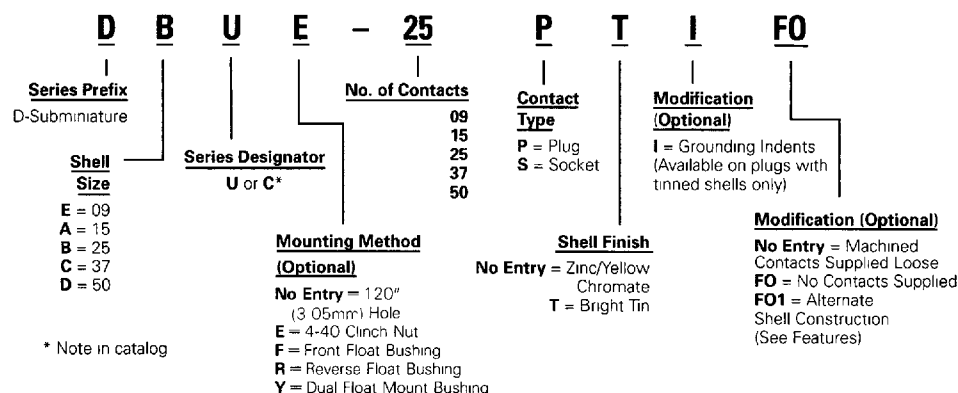 D B U E - 25 P T I FO
Series Prefix
D-Subminiature
Shell
Size
E = 09
A = 15
B = 25
C = 37
D = 50
* Note in catalog
Series Designator
U or C*
Mounting Method
(Optional)
No Entry = 120"
(3 05mm) Hole
E = 4-40 Clinch Nut
F = Front Float Bushing
R = Reverse Float Bushing
Y = Dual Float Mount Bushing
No. of Contacts
09
15
25
37
50
Contact
Type
P = Plug
S = Socket
Shell Finish
No Entry = Zinc/Yellow
Chromate
T = Bright Tin
Modification
(Optional)
I = Grounding Indents
(Available on plugs with
tinned shells only)
Modification (Optional)
No Entry = Machined
Contacts Supplied Loose
FO = No Contacts Supplied
FO1 = Alternate
Shell Construction
(See Features)